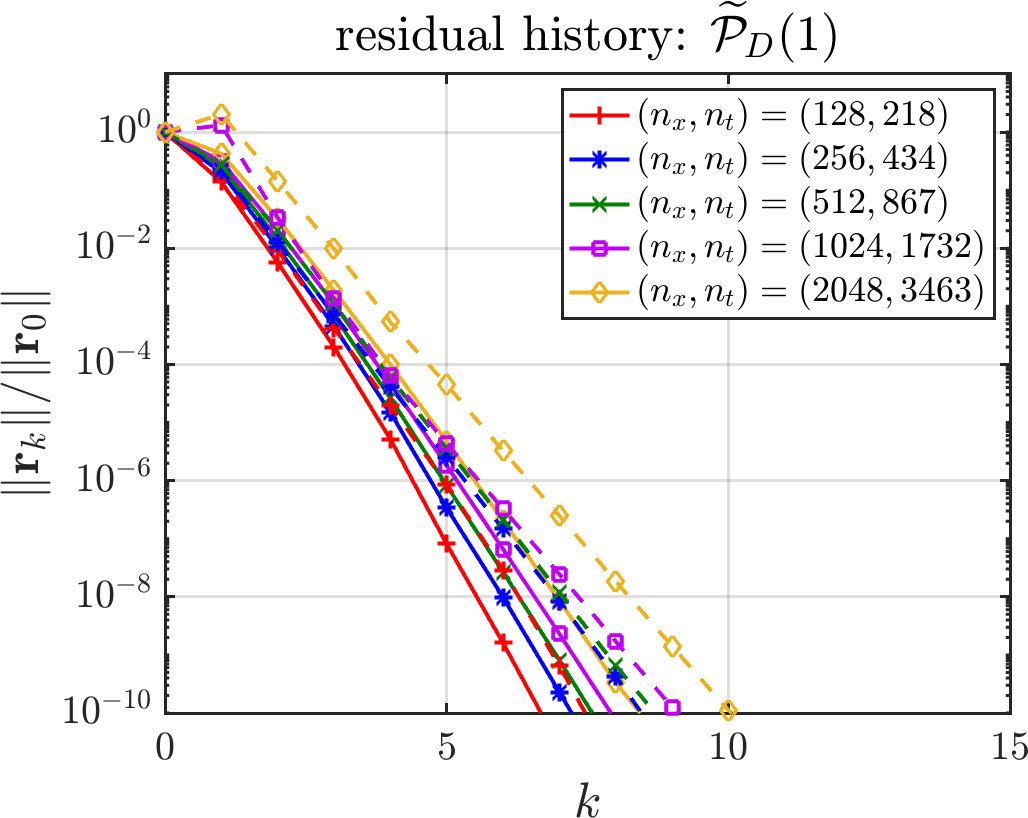 residual history: $\widetilde{\mathcal{P}}_D(1)$
$\|\mathbf{r}_k\|/\|\mathbf{r}_0\|$
$10^0$
$10^{-2}$
$10^{-4}$
$10^{-6}$
$10^{-8}$
$10^{-10}$
$(n_x, n_t) = (128, 218)$
$(n_x, n_t) = (256, 434)$
$(n_x, n_t) = (512, 867)$
$(n_x, n_t) = (1024, 1732)$
$(n_x, n_t) = (2048, 3463)$
0 5 10 15
$k$